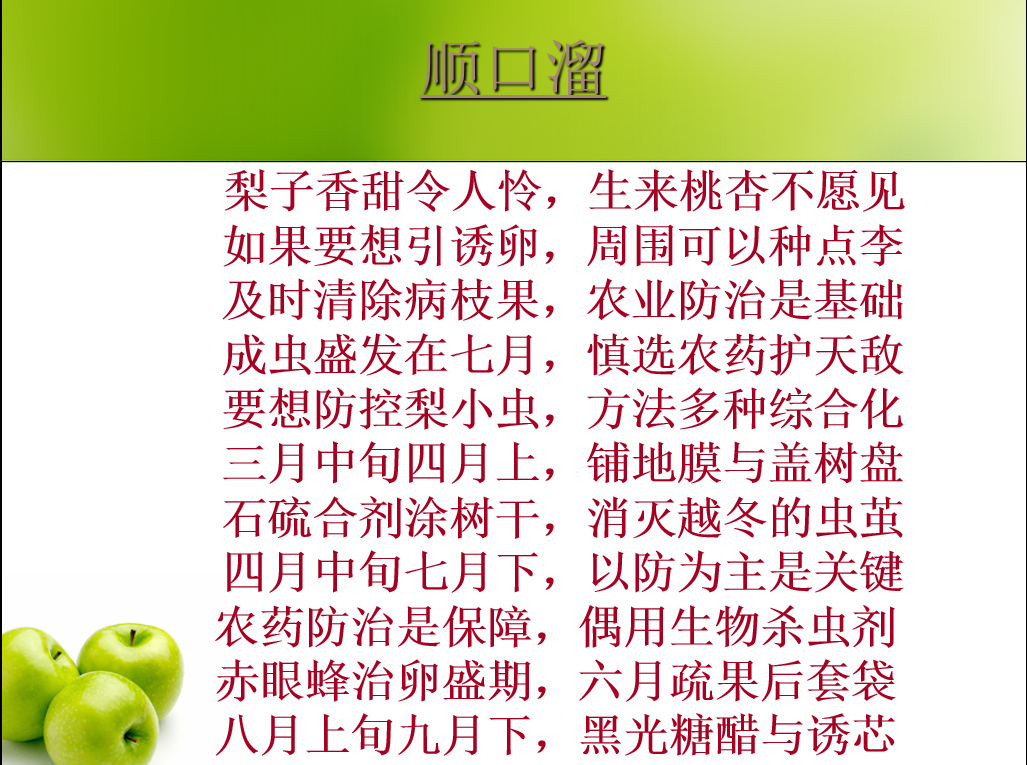 顺口溜
梨子香甜令人怜，生来桃杏不愿见
如果要想引诱卵，周围可以种点李
及时清除病枝果，农业防治是基础
成虫盛发在七月，慎选农药护天敌
要想防控梨小虫，方法多种综合化
三月中旬四月上，铺地膜与盖树盘
石硫合剂涂树干，消灭越冬的虫茧
四月中旬七月下，以防为主是关键
农药防治是保障，偶用生物杀虫剂
赤眼蜂治卵盛期，六月疏果后套袋
八月上旬九月下，黑光糖醋与诱芯